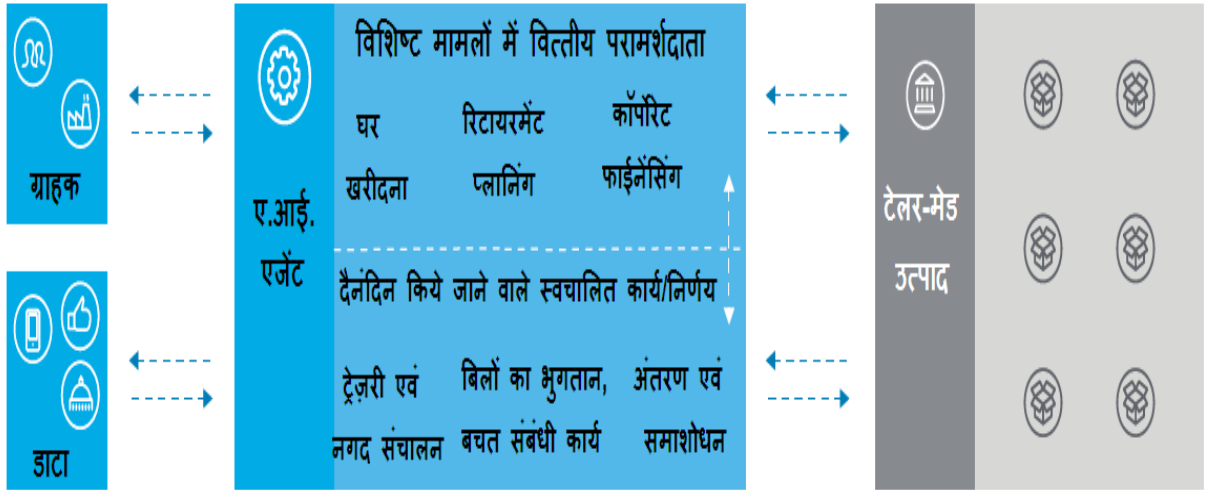 ग्राहक
डाटा
ए.आई.
एजेंट
विशिष्ट मामलों में वित्तीय परामर्शदाता
घर
खरीदना
रिटायरमेंट
प्लानिंग
कॉर्पोरेट
फाईनेंसिंग
दैनंदिन किये जाने वाले स्वचालित कार्य/निर्णय
ट्रेज़री एवं
नगद संचालन
बिलों का भुगतान,
बचत संबंधी कार्य
अंतरण एवं
समाशोधन
टेलर-मेड
उत्पाद